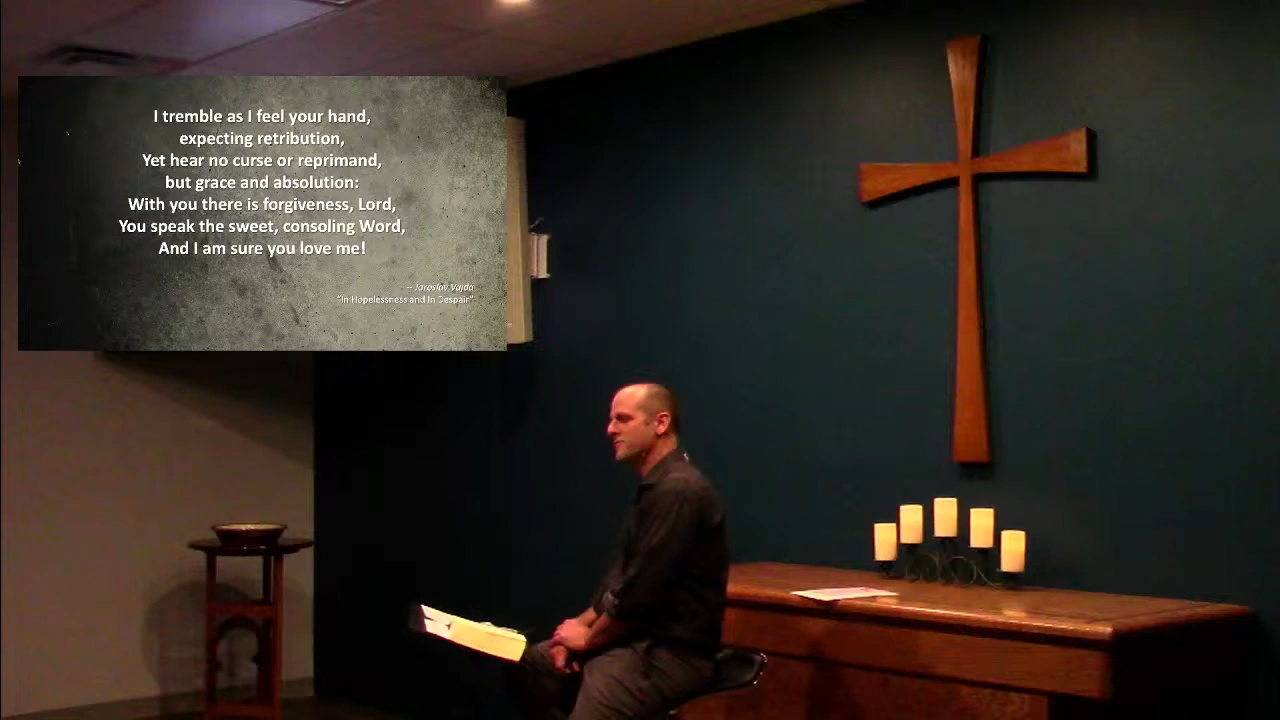 I tremble as I feel your hand,
expecting retribution,
Yet hear no curse or reprimand,
but grace and absolution:
With you there is forgiveness, Lord,
You speak the sweet, consoling Word,
And I am sure you love me!
– Jaroslav Vajda
"In Hopelessness and In Despair"